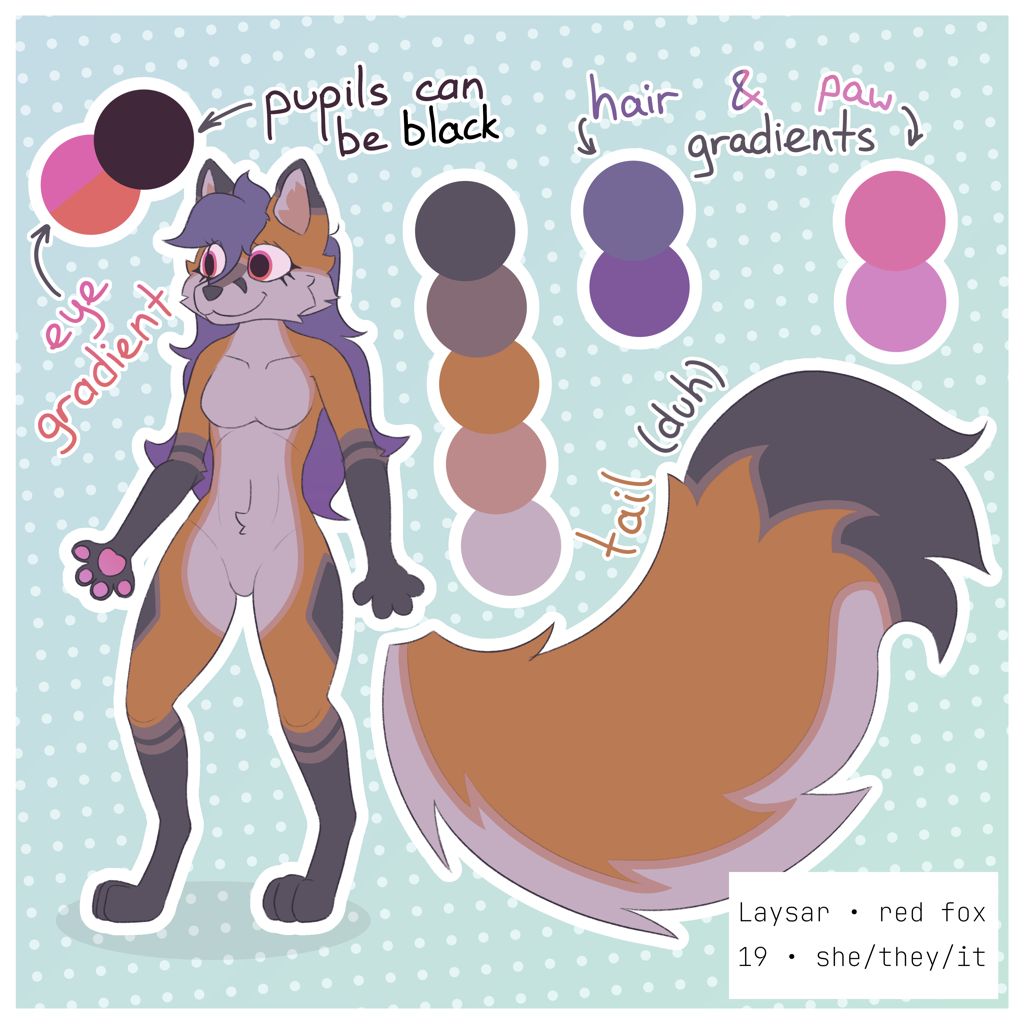 pupils can
be black
hair & paw
gradients
eye
gradient
tail (duh)
Laysar • red fox
19 • she/they/it